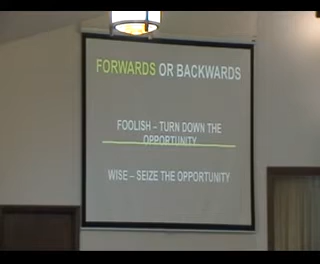 FORWARDS OR BACKWARDS
FOOLISH – TURN DOWN THE
OPPORTUNITY
WISE – SEIZE THE OPPORTUNITY